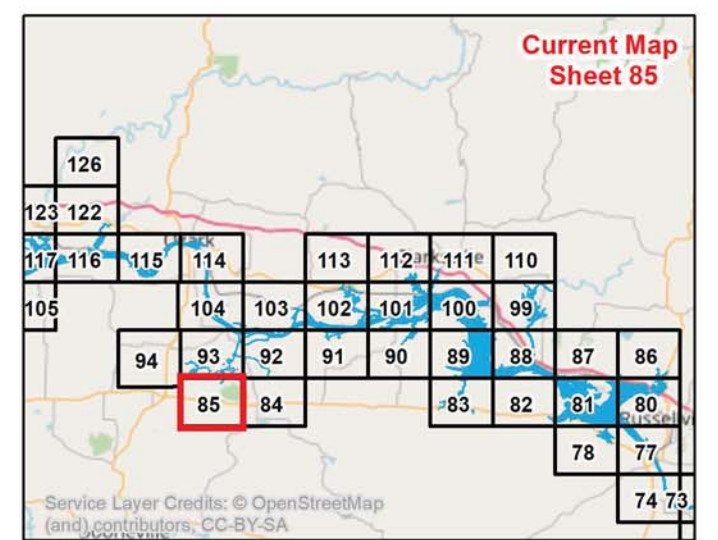 Current Map
Sheet 85
126
123 122
117 116 115 114 113 112 111 110
105 104 103 102 101 100 99
94 93 92 91 90 89 88 87 86
85 84 83 82 81 80
78 77
74 73
Service Layer Credits: © OpenStreetMap
(and) contributors, CC-BY-SA